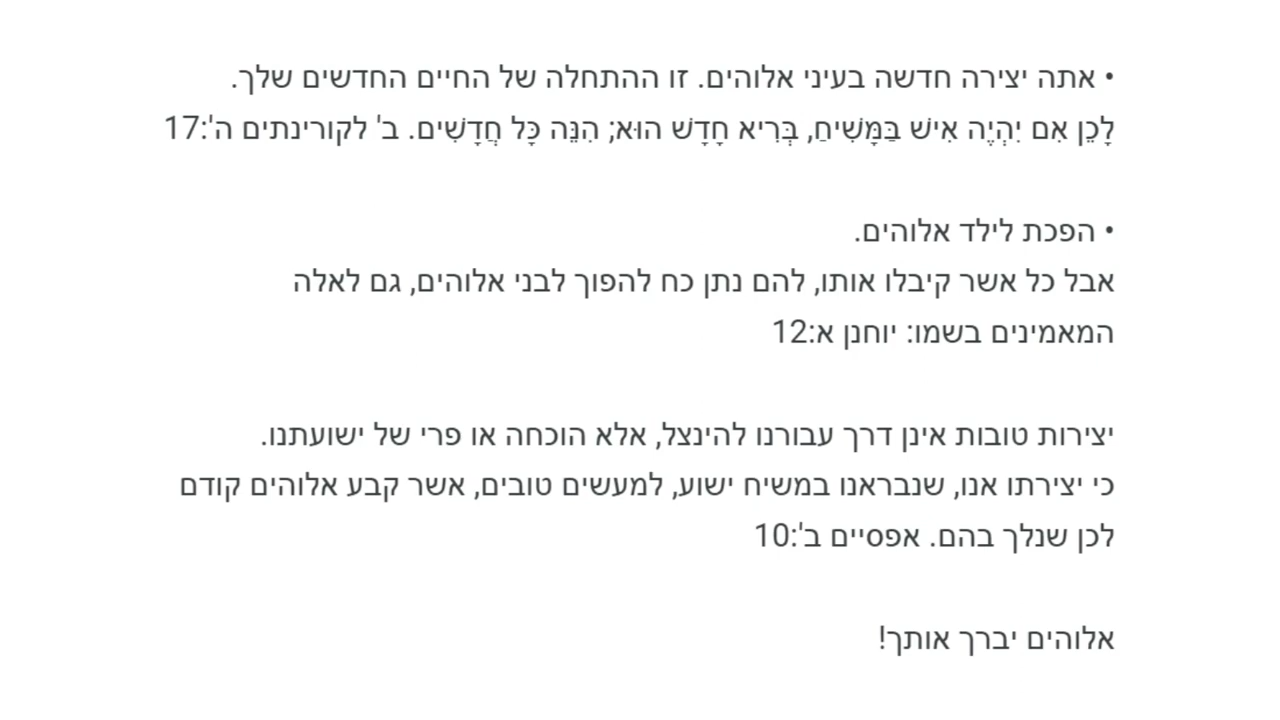 • אתה יצירה חדשה בעיני אלוהים. זו ההתחלה של החיים החדשים שלך.
לָכֵן אִם יִהְיֶה אִישׁ בַּמָּשִׁיחַ, בְּרִיא חָדָשׁ הוּא; הִנֵּה כָּל חֲדָשִׁים. ב' לקורינתים ה':17
• הפכת לילד אלוהים.
אבל כל אשר קיבלו אותו, להם נתן כח להפוך לבני אלוהים, גם לאלה
המאמינים בשמו: יוחנן א:12
יצירות טובות אינן דרך עבורנו להינצל, אלא הוכחה או פרי של ישועתנו.
כי יצירתו אנו, שנבראנו במשיח ישוע, למעשים טובים, אשר קבע אלוהים קודם
לכן שנלך בהם. אפסיים ב':10
אלוהים יברך אותך!